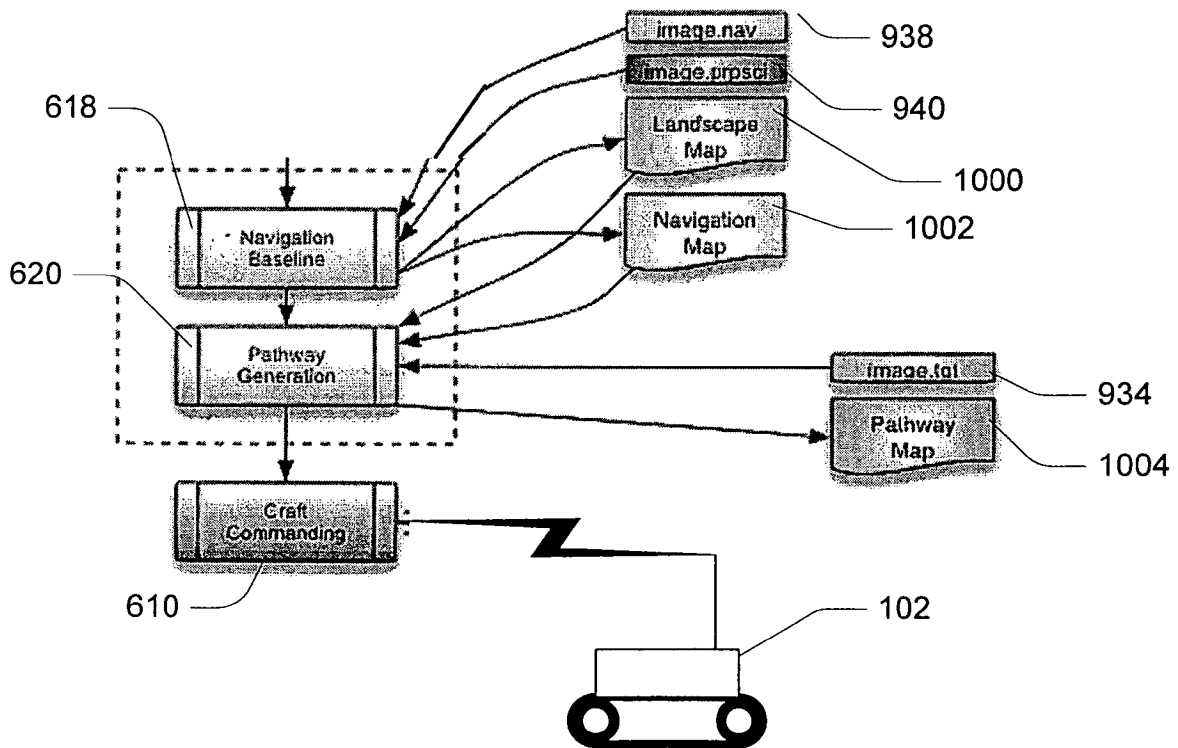 image.nav
938
image.prpsci
940
618
Landscape
Map
1000
Navigation
Baseline
Navigation
Map
1002
620
Pathway
Generation
image.tgt
934
Pathway
Map
1004
Craft
Commanding
610
102